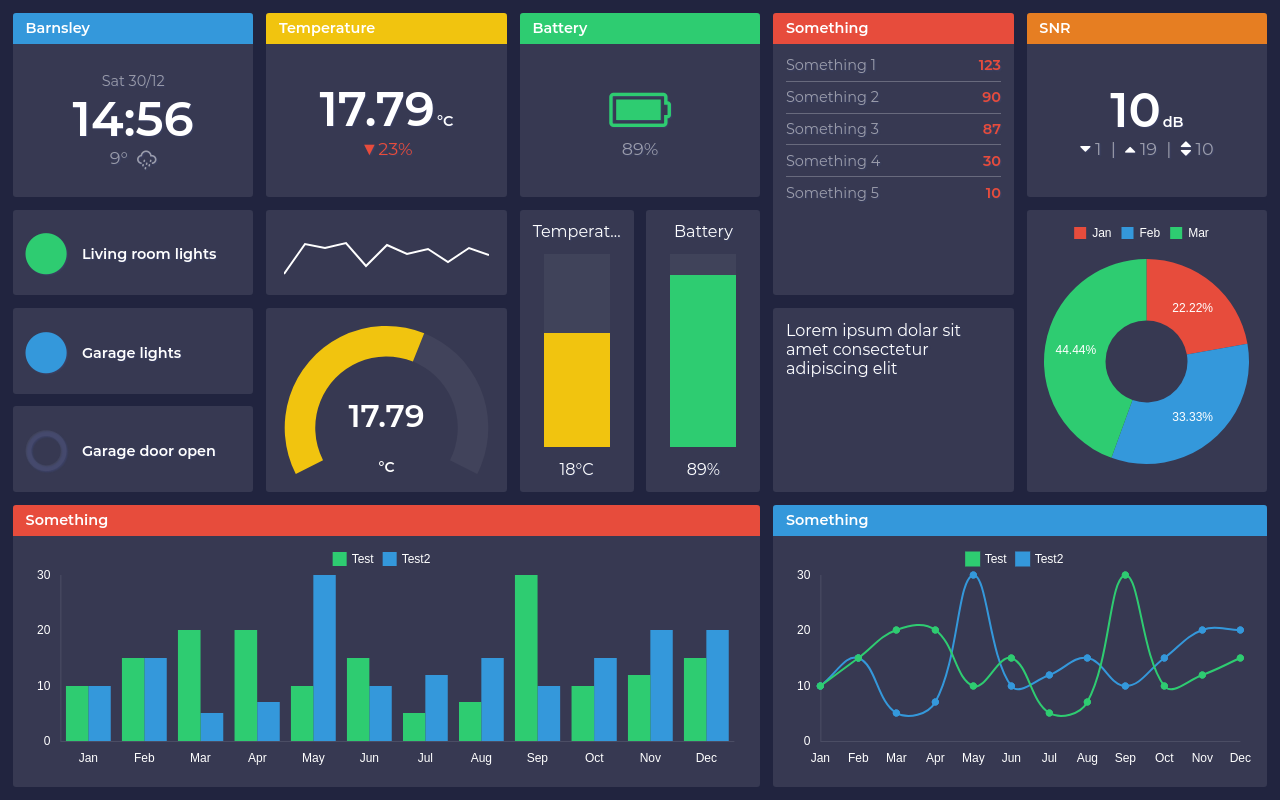 Barnsley
Sat 30/12
14:56
9°
Temperature
17.79 °C
▼23%
Battery
89%
Something
Something 1 123
Something 2 90
Something 3 87
Something 4 30
Something 5 10
SNR
10 dB
1 | 19 | 10
Living room lights
Garage lights
Garage door open
17.79
°C
Temperat...
18°C
Battery
89%
Lorem ipsum dolar sit
amet consectetur
adipiscing elit
Jan Feb Mar
22.22%
44.44%
33.33%
Something
Test Test2
30
20
10
0
Jan Feb Mar Apr May Jun Jul Aug Sep Oct Nov Dec
Something
Test Test2
30
20
10
0
Jan Feb Mar Apr May Jun Jul Aug Sep Oct Nov Dec